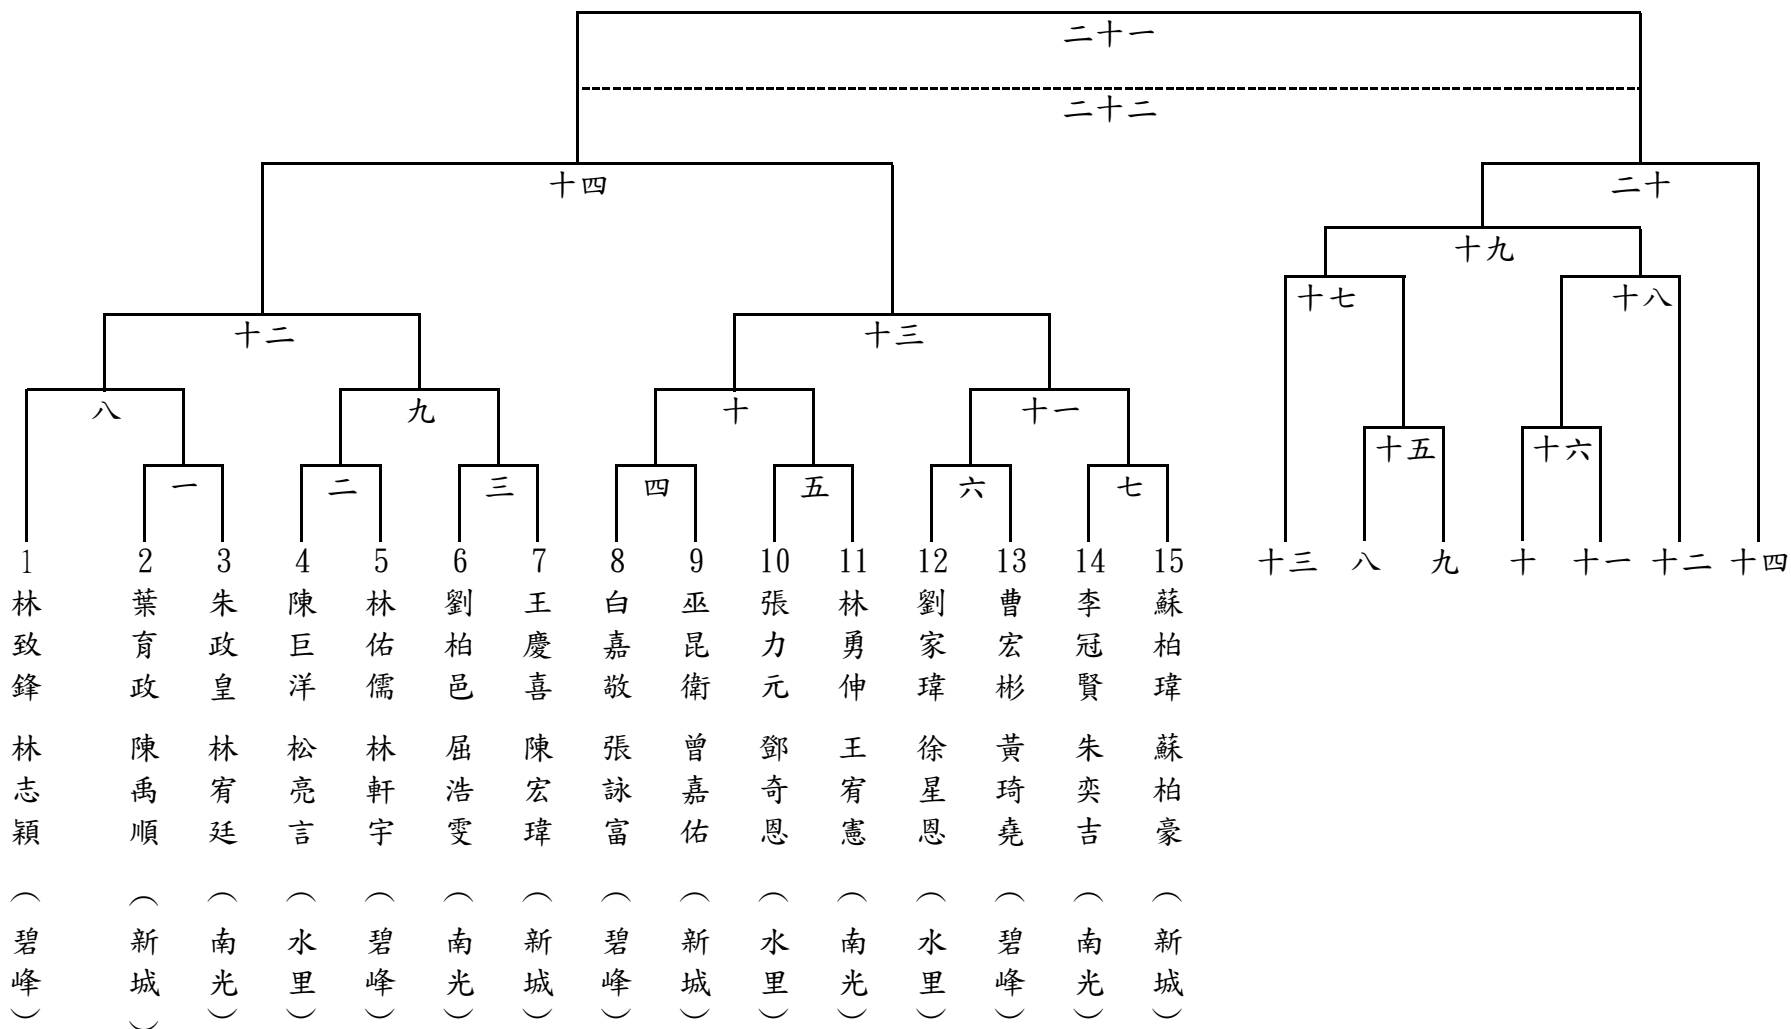 二十一
二十二
十四
二十
十九
十七
十八
十二
十三
八
九
十
十一
十五
十六
一
二
三
四
五
六
七
1
2
3
4
5
6
7
8
9
10
11
12
13
14
15
十三
八
九
十
十一
十二
十四
林致鋒 林志穎 （碧峰）
葉育政 陳禹順 （新城）
朱政皇 林宥廷 （南光）
陳巨洋 松亮言 （水里）
林佑儒 林軒宇 （碧峰）
劉柏邑 屈浩雯 （南光）
王慶喜 陳宏瑋 （新城）
白嘉敬 張詠富 （碧峰）
巫昆衛 曾嘉佑 （新城）
張力元 鄧奇恩 （水里）
林勇伸 王宥憲 （南光）
劉家瑋 徐星恩 （水里）
曹宏彬 黃琦堯 （碧峰）
李冠賢 朱奕吉 （南光）
蘇柏瑋 蘇柏豪 （新城）